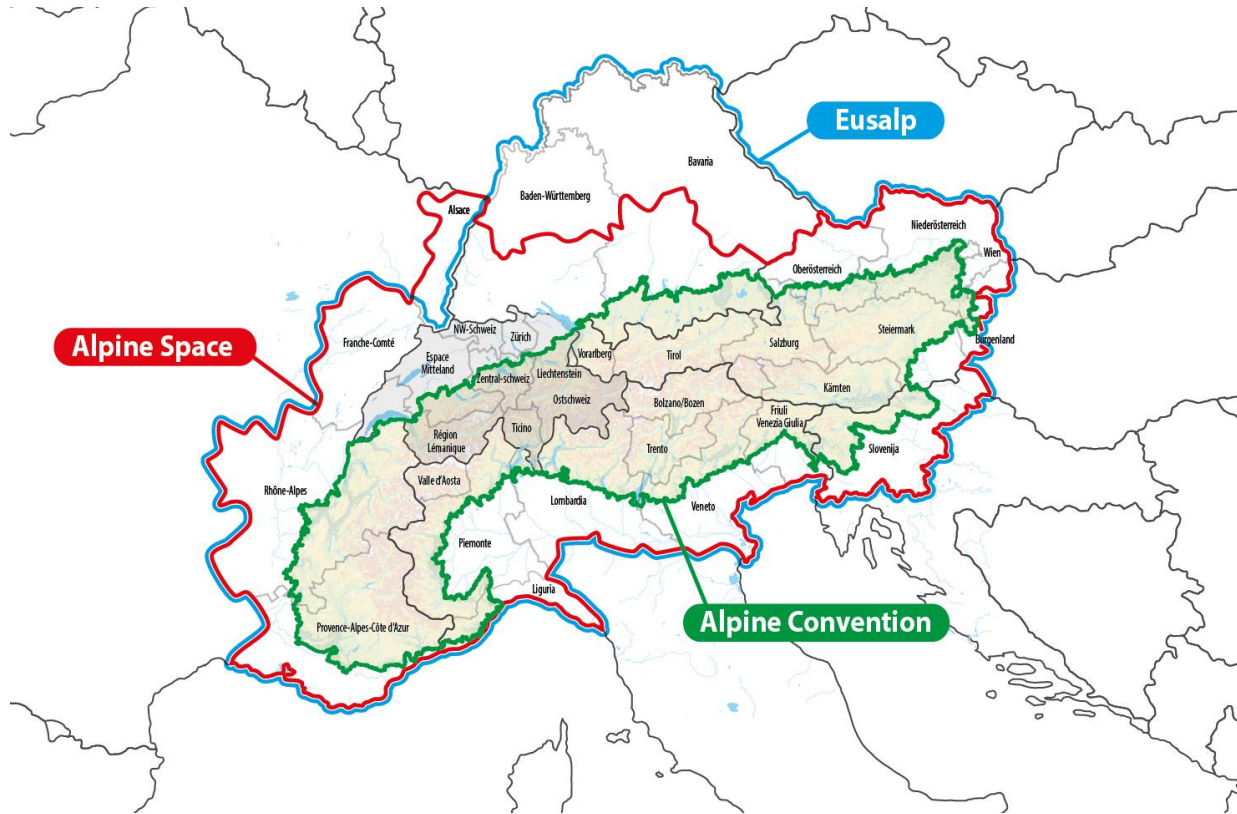 Eusalp
Bavaria
Baden-Württemberg
Alsace
Niederösterreich
Wien
Oberösterreich
Alpine Space
Franche-Comté
NW-Schweiz
Zürich
Burgenland
Steiermark
Espace
Mitteland
Salzburg
Vorarlberg
Tirol
Zentral-schweiz
Liechtenstein
Kärnten
Ostschweiz
Bolzano/Bozen
Friuli
Venezia Giulia
Région
Lémanique
Ticino
Trento
Slovenija
Valle d'Aosta
Rhône-Alpes
Lombardia
Veneto
Piemonte
Liguria
Provence-Alpes-Côte d'Azur
Alpine Convention